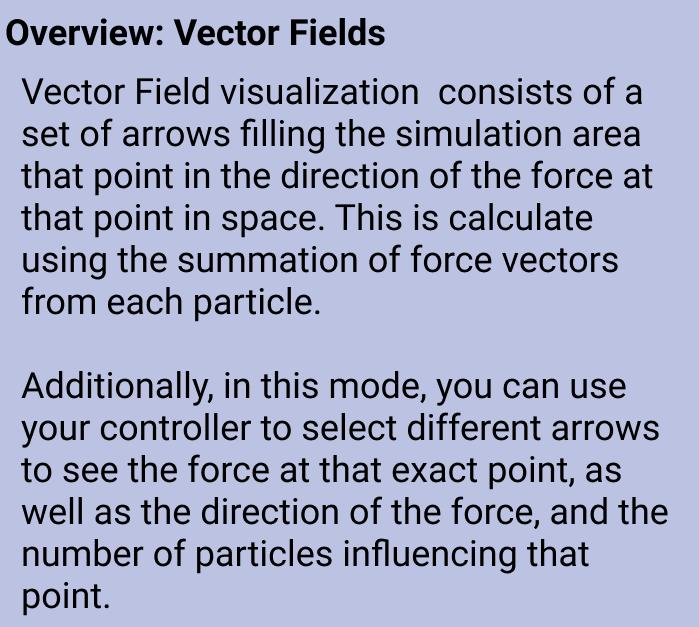 Overview: Vector Fields
Vector Field visualization  consists of a
set of arrows filling the simulation area
that point in the direction of the force at
that point in space. This is calculate
using the summation of force vectors
from each particle.
Additionally, in this mode, you can use
your controller to select different arrows
to see the force at that exact point, as
well as the direction of the force, and the
number of particles influencing that
point.